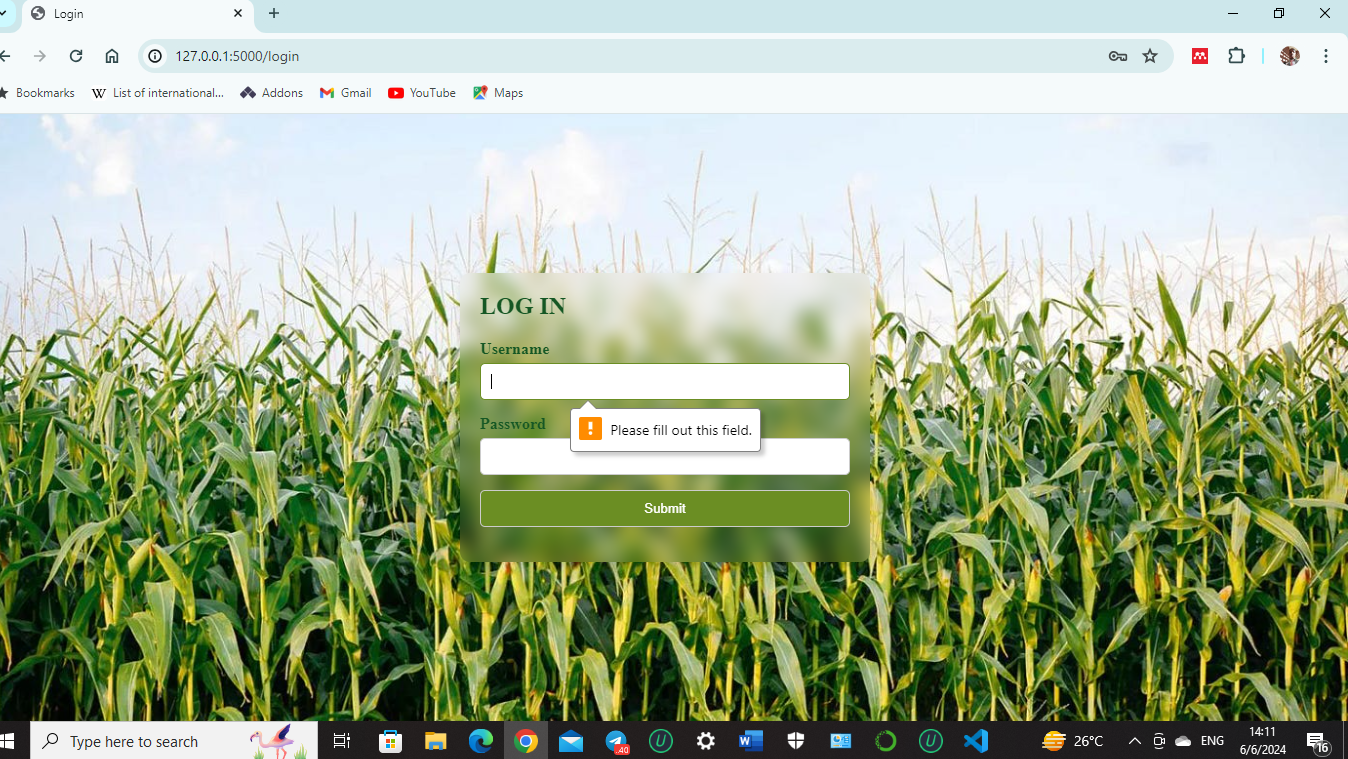 Login
127.0.0.1:5000/login
Bookmarks
W List of international...
Addons
Gmail
YouTube
Maps
LOG IN
Username
Please fill out this field.
Password
Submit
Type here to search
.40
U
W
U
26°C
ENG
14:11
6/6/2024
16